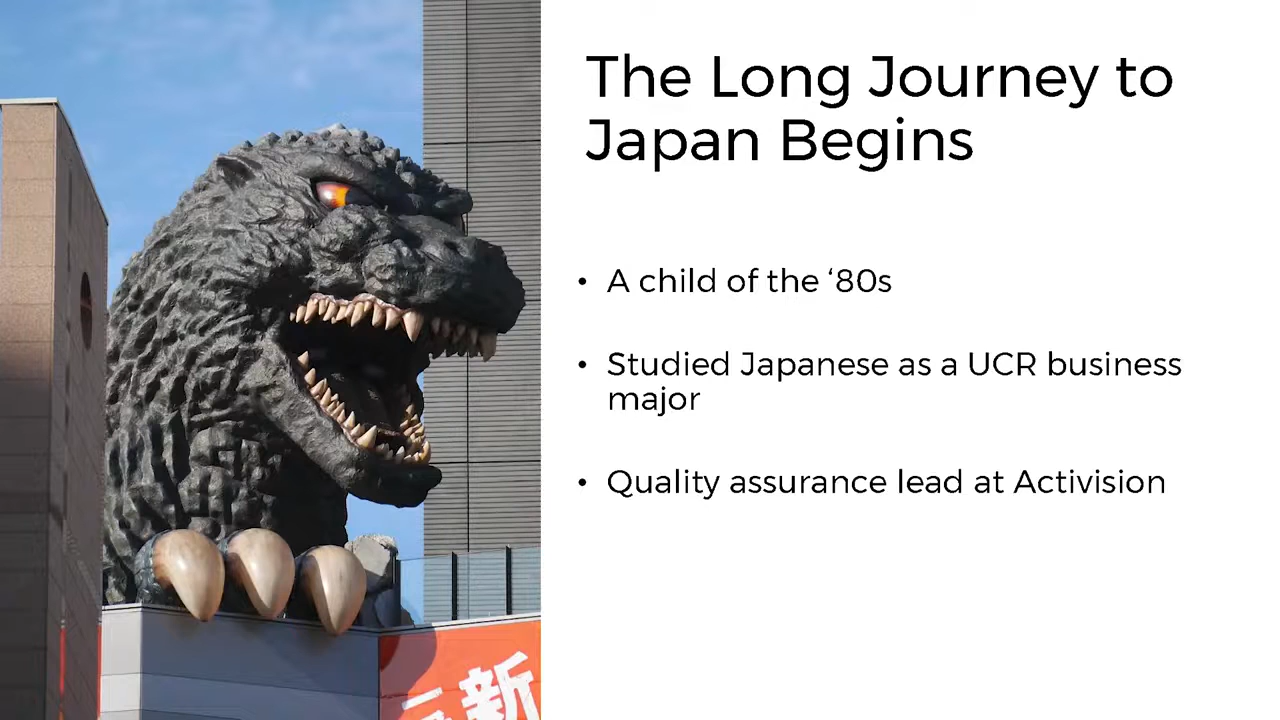 The Long Journey to
Japan Begins
• A child of the ‘80s
• Studied Japanese as a UCR business
major
• Quality assurance lead at Activision
新